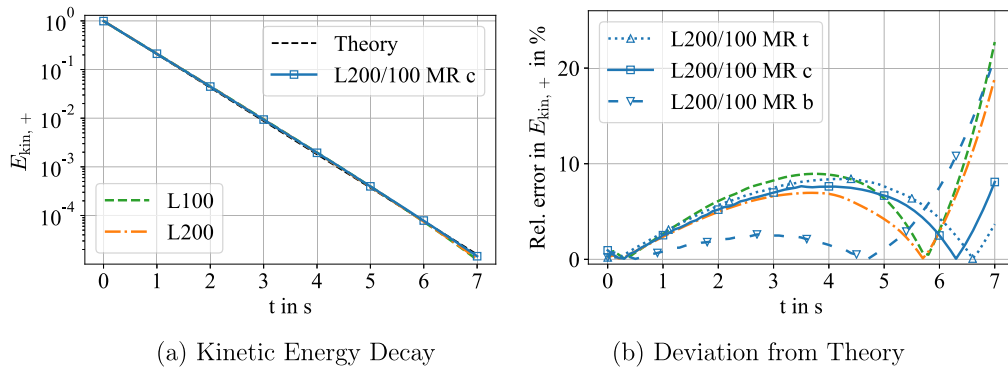 10^0
10^-1
10^-2
10^-3
10^-4
E_kin, +
Theory
L200/100 MR c
L100
L200
0 1 2 3 4 5 6 7
t in s
(a) Kinetic Energy Decay
Rel. error in E_kin, + in %
20
10
0
L200/100 MR t
L200/100 MR c
L200/100 MR b
0 1 2 3 4 5 6 7
t in s
(b) Deviation from Theory